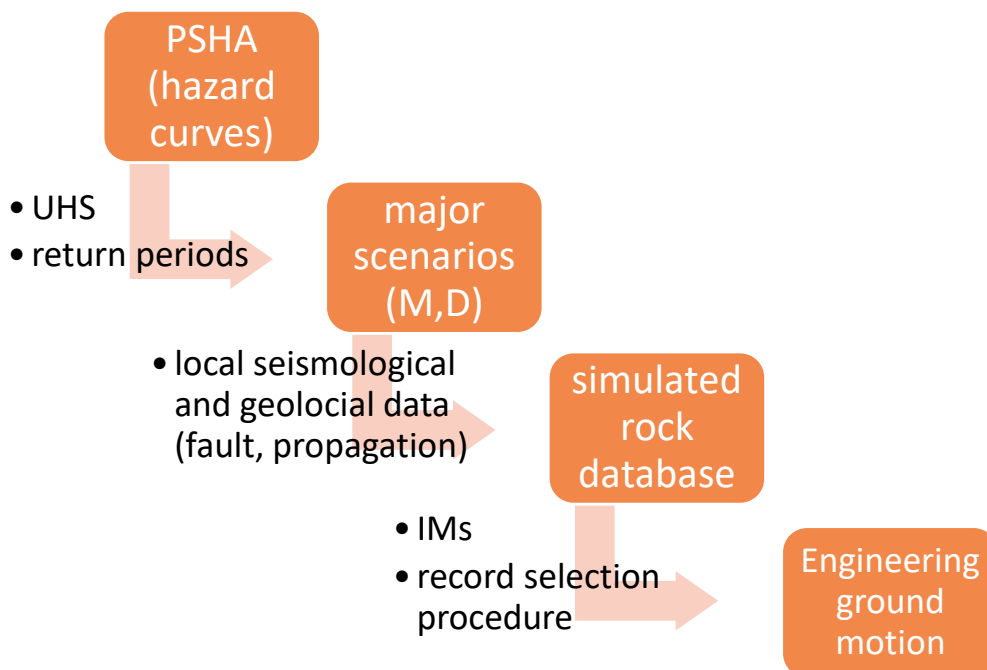 PSHA
(hazard
curves)
• UHS
• return periods
major
scenarios
(M,D)
• local seismological
and geolocial data
(fault, propagation)
simulated
rock
database
• IMs
• record selection
procedure
Engineering
ground
motion